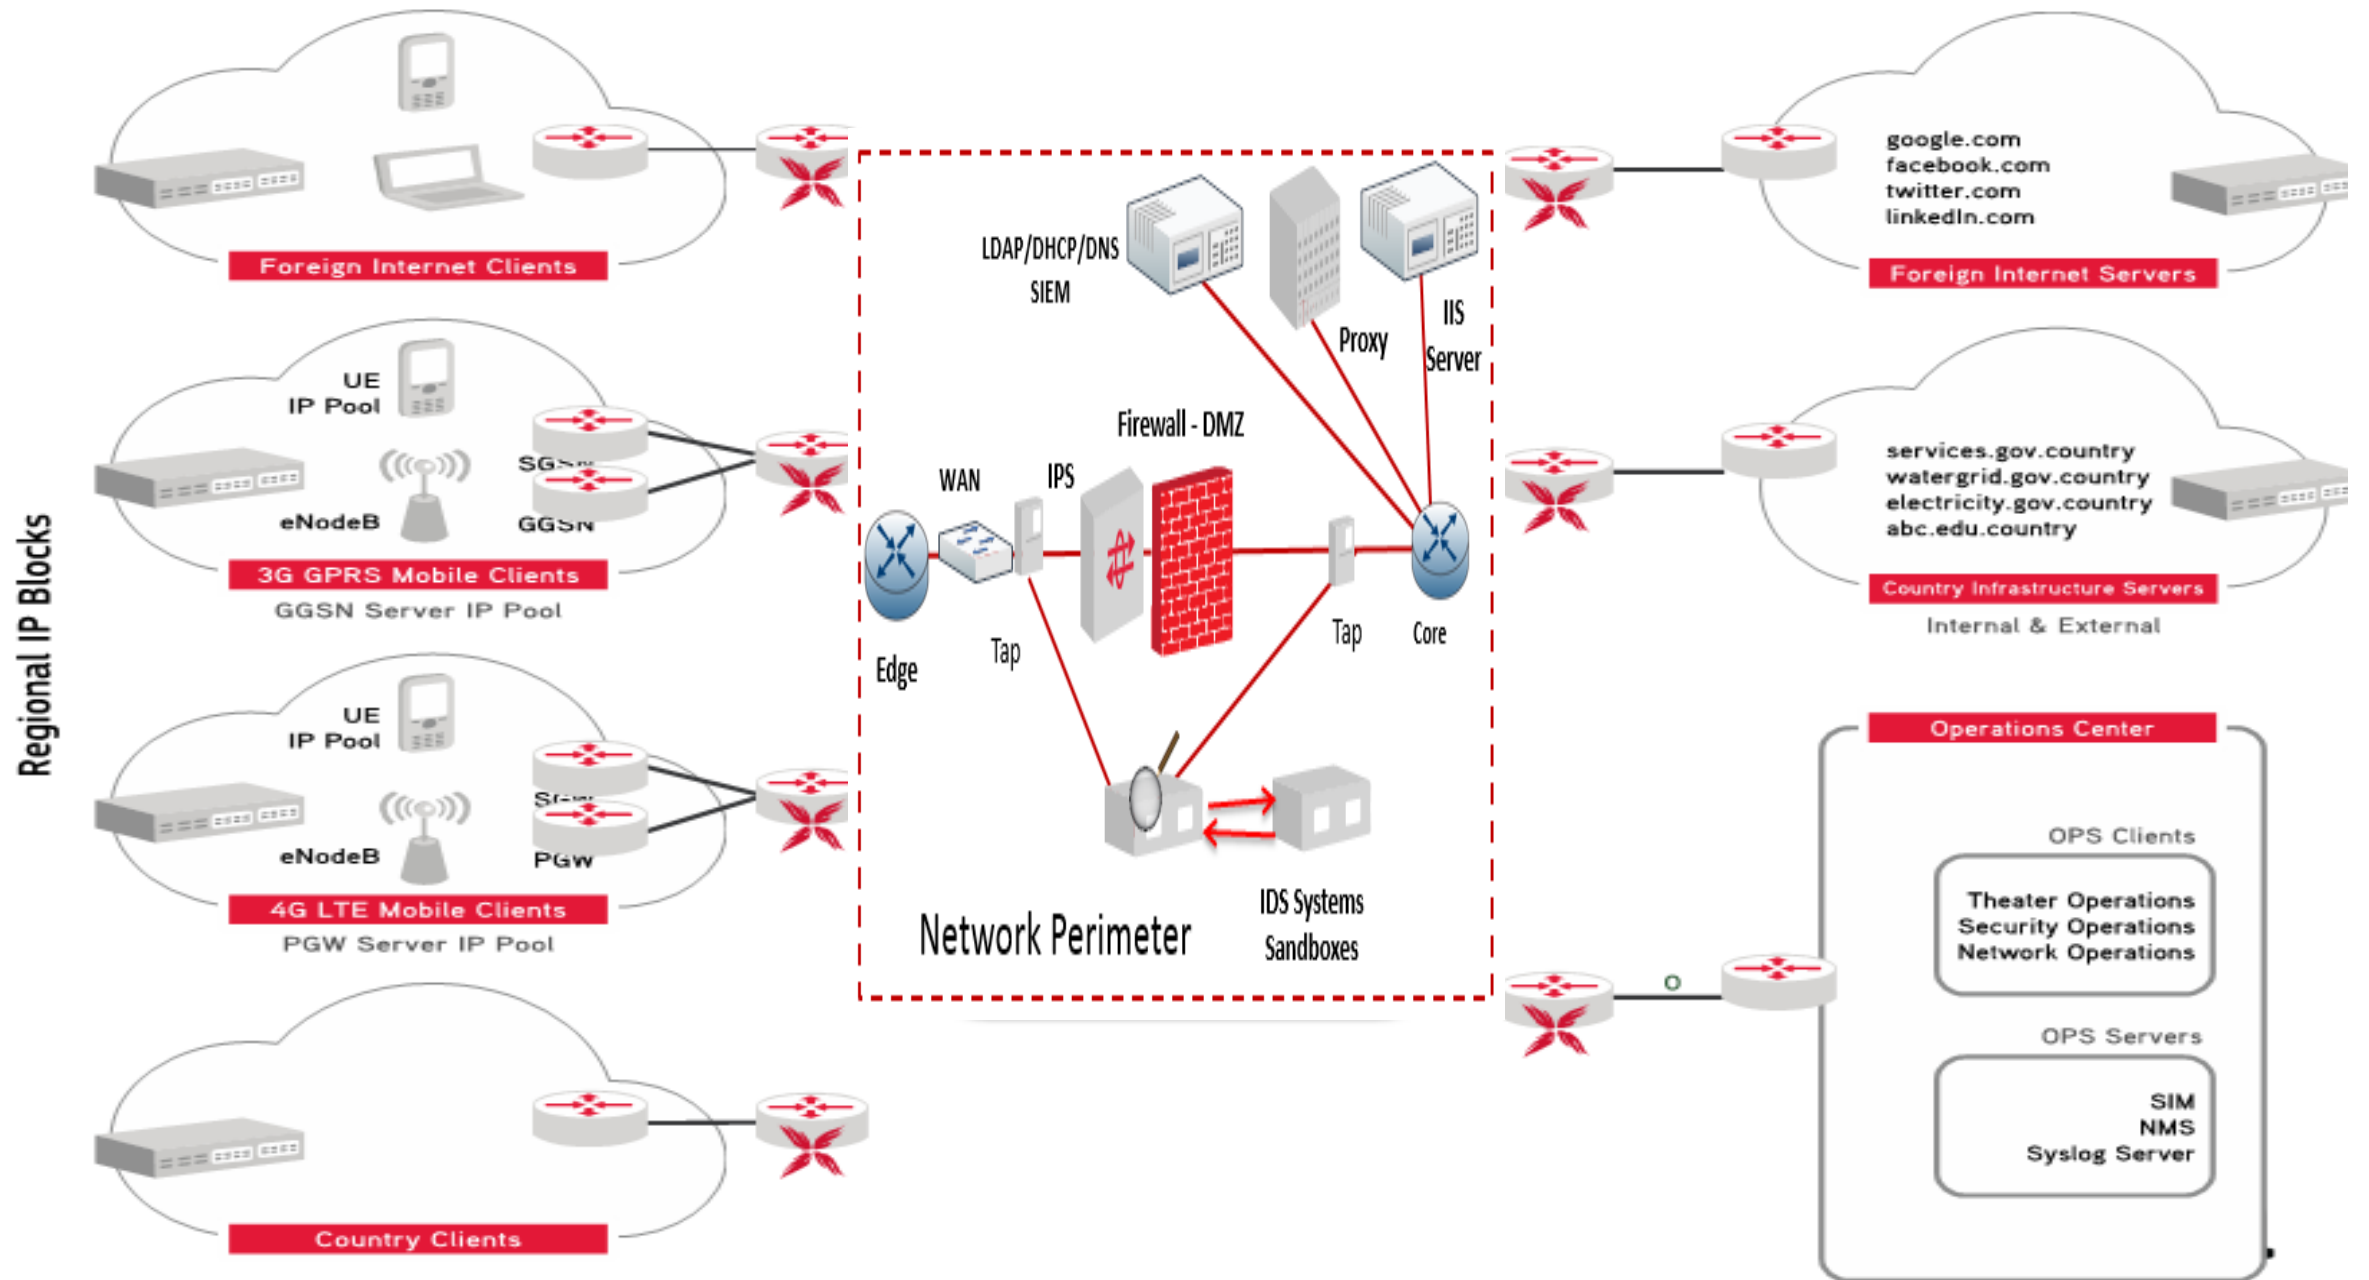 Regional IP Blocks
Foreign Internet Clients
UE
IP Pool
eNodeB
GGSN
3G GPRS Mobile Clients
GGSN Server IP Pool
UE
IP Pool
eNodeB
PGW
4G LTE Mobile Clients
PGW Server IP Pool
Country Clients
LDAP/DHCP/DNS
SIEM
Proxy
IIS
Server
Firewall - DMZ
WAN
IPS
Edge
Tap
Tap
Core
Network Perimeter
IDS Systems
Sandboxes
google.com
facebook.com
twitter.com
linkedIn.com
Foreign Internet Servers
services.gov.country
watergrid.gov.country
electricity.gov.country
abc.edu.country
Country Infrastructure Servers
Internal & External
Operations Center
OPS Clients
Theater Operations
Security Operations
Network Operations
OPS Servers
SIM
NMS
Syslog Server